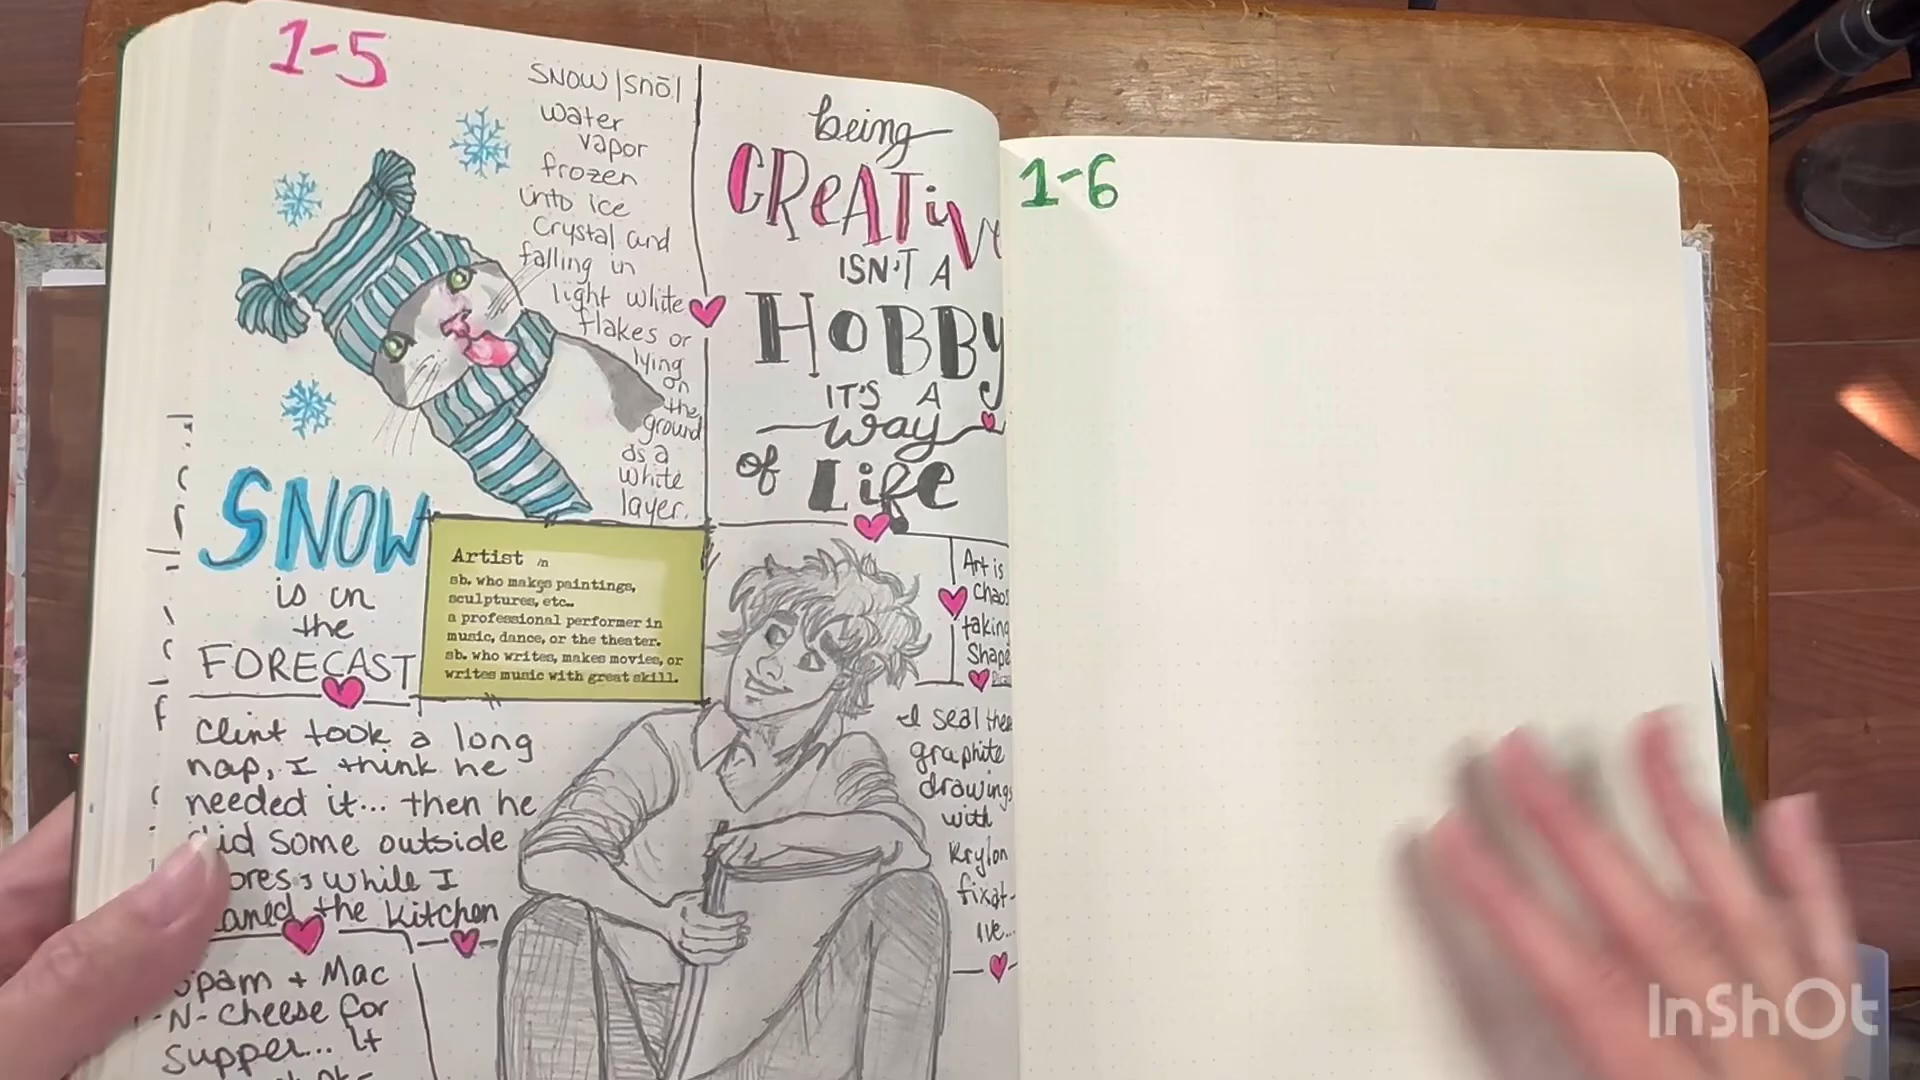 1-5
SNOW |snō|
water
vapor
frozen
into ice
Crystal and
falling in
light white
flakes or
lying
on
the
ground
as a
white
layer.
SNOW
is in
the
FORECAST
Artist /n
sb. who makes paintings,
sculptures, etc..
a professional performer in
music, dance, or the theater.
sb. who writes, makes movies, or
writes music with great skill.
Clint took a long
nap, I think he
needed it... then he
did some outside
ores, while I
the kitchen
Spam + Mac
-N- cheese for
supper... It
being
CREATIVE
ISN'T A
HOBBY
IT'S A
way
of Life
Art is
Chaos
taking
Shape
I seal these
graphite
drawings
with
Krylon
fixat-
ive...
1-6
InShOt